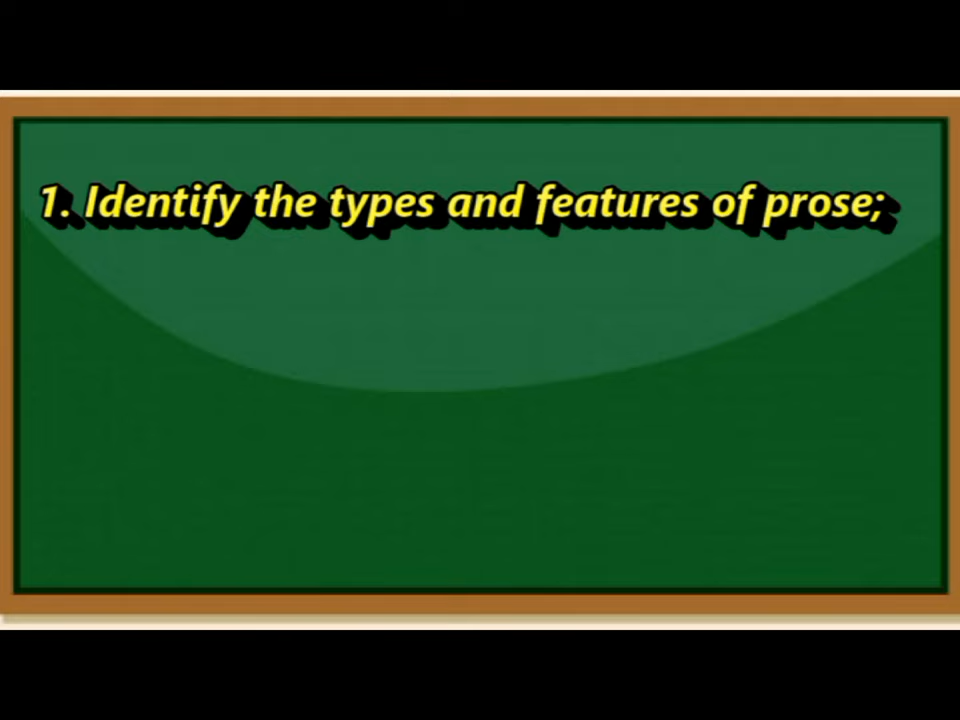 1. Identify the types and features of prose;